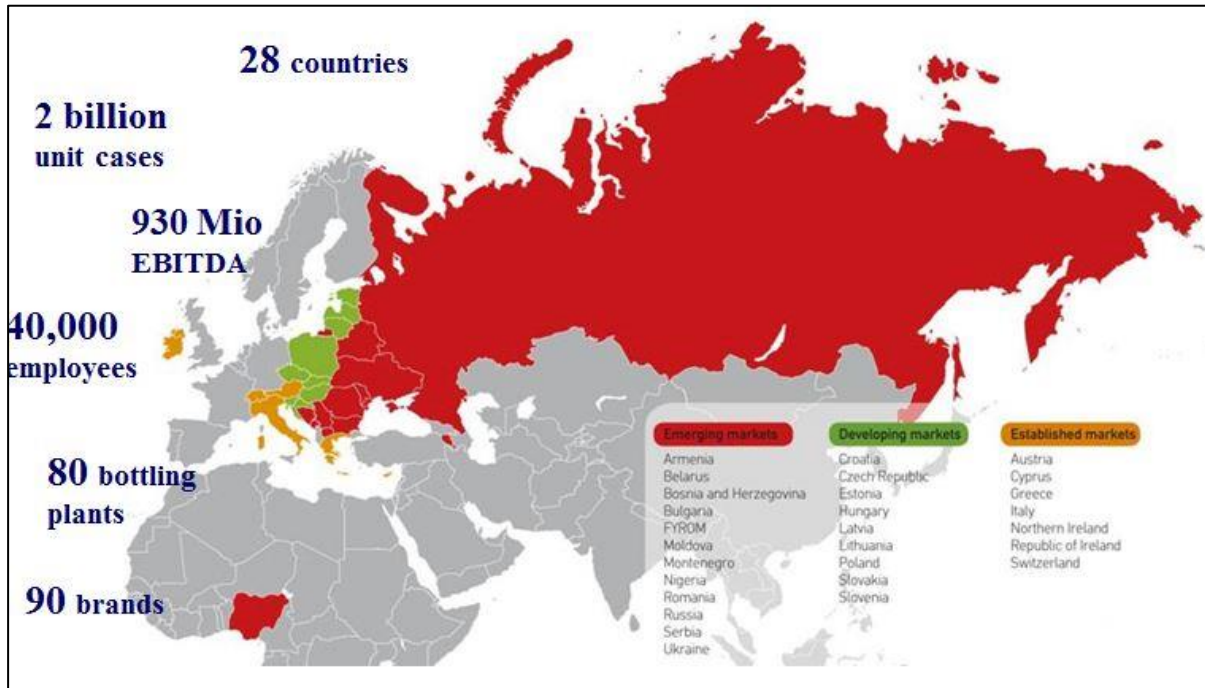 28 countries
2 billion
unit cases
930 Mio
EBITDA
40,000
employees
80 bottling
plants
90 brands
Emerging markets
Armenia
Belarus
Bosnia and Herzegovina
Bulgaria
FYROM
Moldova
Montenegro
Nigeria
Romania
Russia
Serbia
Ukraine
Developing markets
Croatia
Czech Republic
Estonia
Hungary
Latvia
Lithuania
Poland
Slovakia
Slovenia
Established markets
Austria
Cyprus
Greece
Italy
Northern Ireland
Republic of Ireland
Switzerland